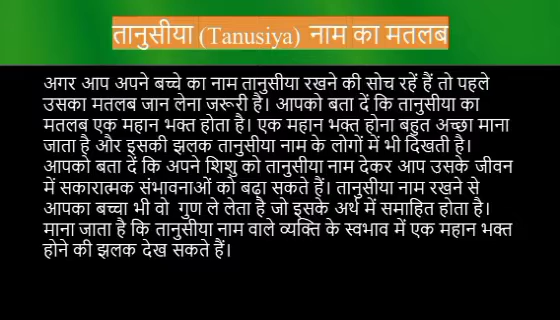 तानुसीया (Tanusiya) नाम का मतलब
अगर आप अपने बच्चे का नाम तानुसीया रखने की सोच रहें हैं तो पहले
उसका मतलब जान लेना जरूरी है। आपको बता दें कि तानुसीया का
मतलब एक महान भक्त होता है। एक महान भक्त होना बहुत अच्छा माना
जाता है और इसकी झलक तानुसीया नाम के लोगों में भी दिखती है।
आपको बता दें कि अपने शिशु को तानुसीया नाम देकर आप उसके जीवन
में सकारात्मक संभावनाओं को बढ़ा सकते हैं। तानुसीया नाम रखने से
आपका बच्चा भी वो गुण ले लेता है जो इसके अर्थ में समाहित होता है।
माना जाता है कि तानुसीया नाम वाले व्यक्ति के स्वभाव में एक महान भक्त
होने की झलक देख सकते हैं।